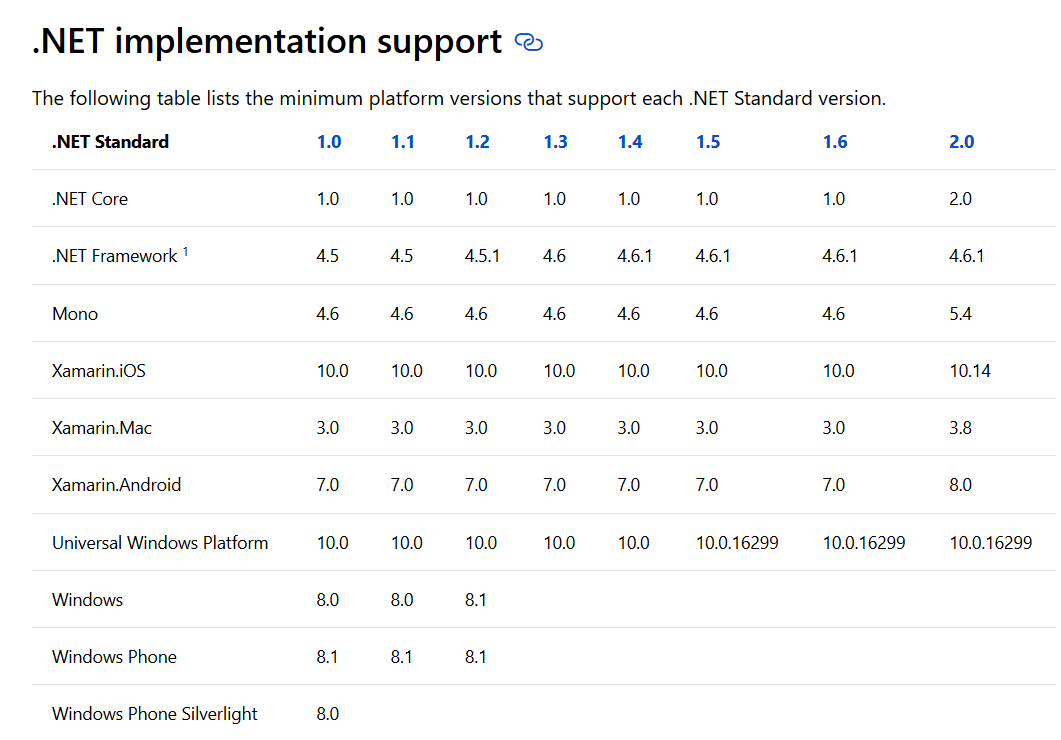 .NET implementation support
The following table lists the minimum platform versions that support each .NET Standard version.
.NET Standard 1.0 1.1 1.2 1.3 1.4 1.5 1.6 2.0
.NET Core 1.0 1.0 1.0 1.0 1.0 1.0 1.0 2.0
.NET Framework 1 4.5 4.5 4.5.1 4.6 4.6.1 4.6.1 4.6.1 4.6.1
Mono 4.6 4.6 4.6 4.6 4.6 4.6 4.6 5.4
Xamarin.iOS 10.0 10.0 10.0 10.0 10.0 10.0 10.0 10.14
Xamarin.Mac 3.0 3.0 3.0 3.0 3.0 3.0 3.0 3.8
Xamarin.Android 7.0 7.0 7.0 7.0 7.0 7.0 7.0 8.0
Universal Windows Platform 10.0 10.0 10.0 10.0 10.0 10.0.16299 10.0.16299 10.0.16299
Windows 8.0 8.0 8.1
Windows Phone 8.1 8.1 8.1
Windows Phone Silverlight 8.0